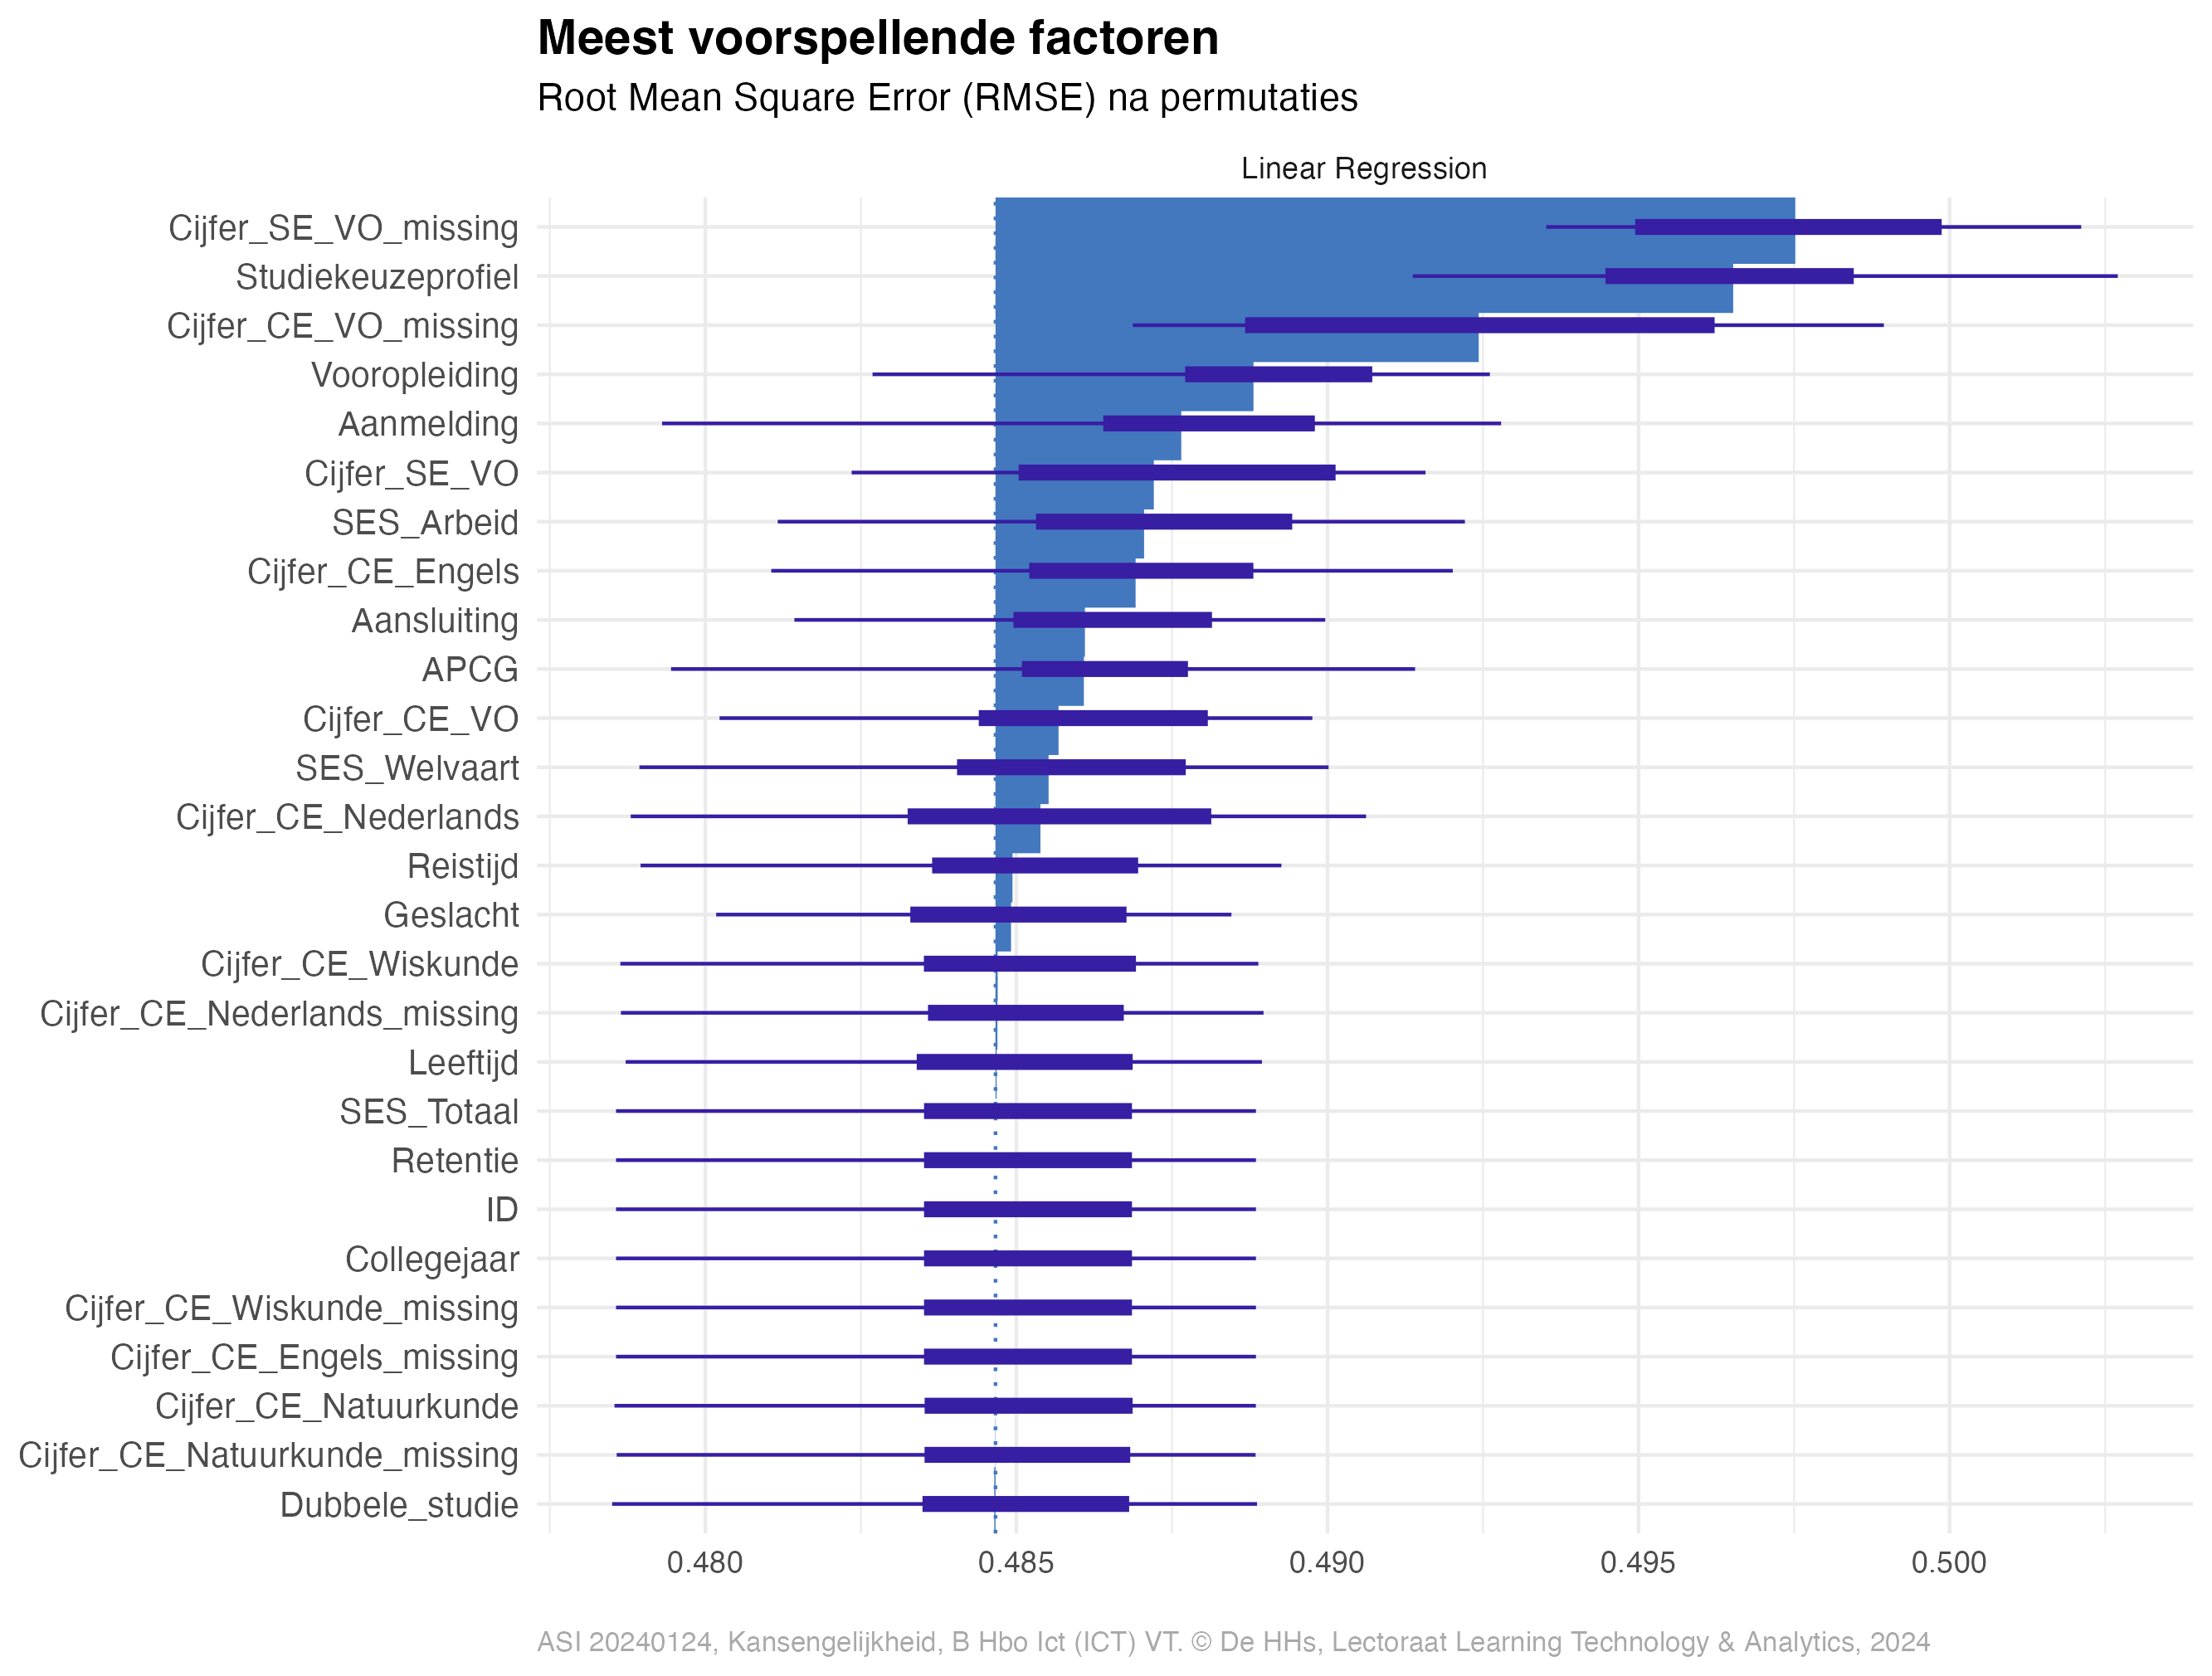 Meest voorspellende factoren
Root Mean Square Error (RMSE) na permutaties
Linear Regression
Cijfer_SE_VO_missing
Studiekeuzeprofiel
Cijfer_CE_VO_missing
Vooropleiding
Aanmelding
Cijfer_SE_VO
SES_Arbeid
Cijfer_CE_Engels
Aansluiting
APCG
Cijfer_CE_VO
SES_Welvaart
Cijfer_CE_Nederlands
Reistijd
Geslacht
Cijfer_CE_Wiskunde
Cijfer_CE_Nederlands_missing
Leeftijd
SES_Totaal
Retentie
ID
Collegejaar
Cijfer_CE_Wiskunde_missing
Cijfer_CE_Engels_missing
Cijfer_CE_Natuurkunde
Cijfer_CE_Natuurkunde_missing
Dubbele_studie
0.480 0.485 0.490 0.495 0.500
ASI 20240124, Kansengelijkheid, B Hbo Ict (ICT) VT. © De HHs, Lectoraat Learning Technology & Analytics, 2024